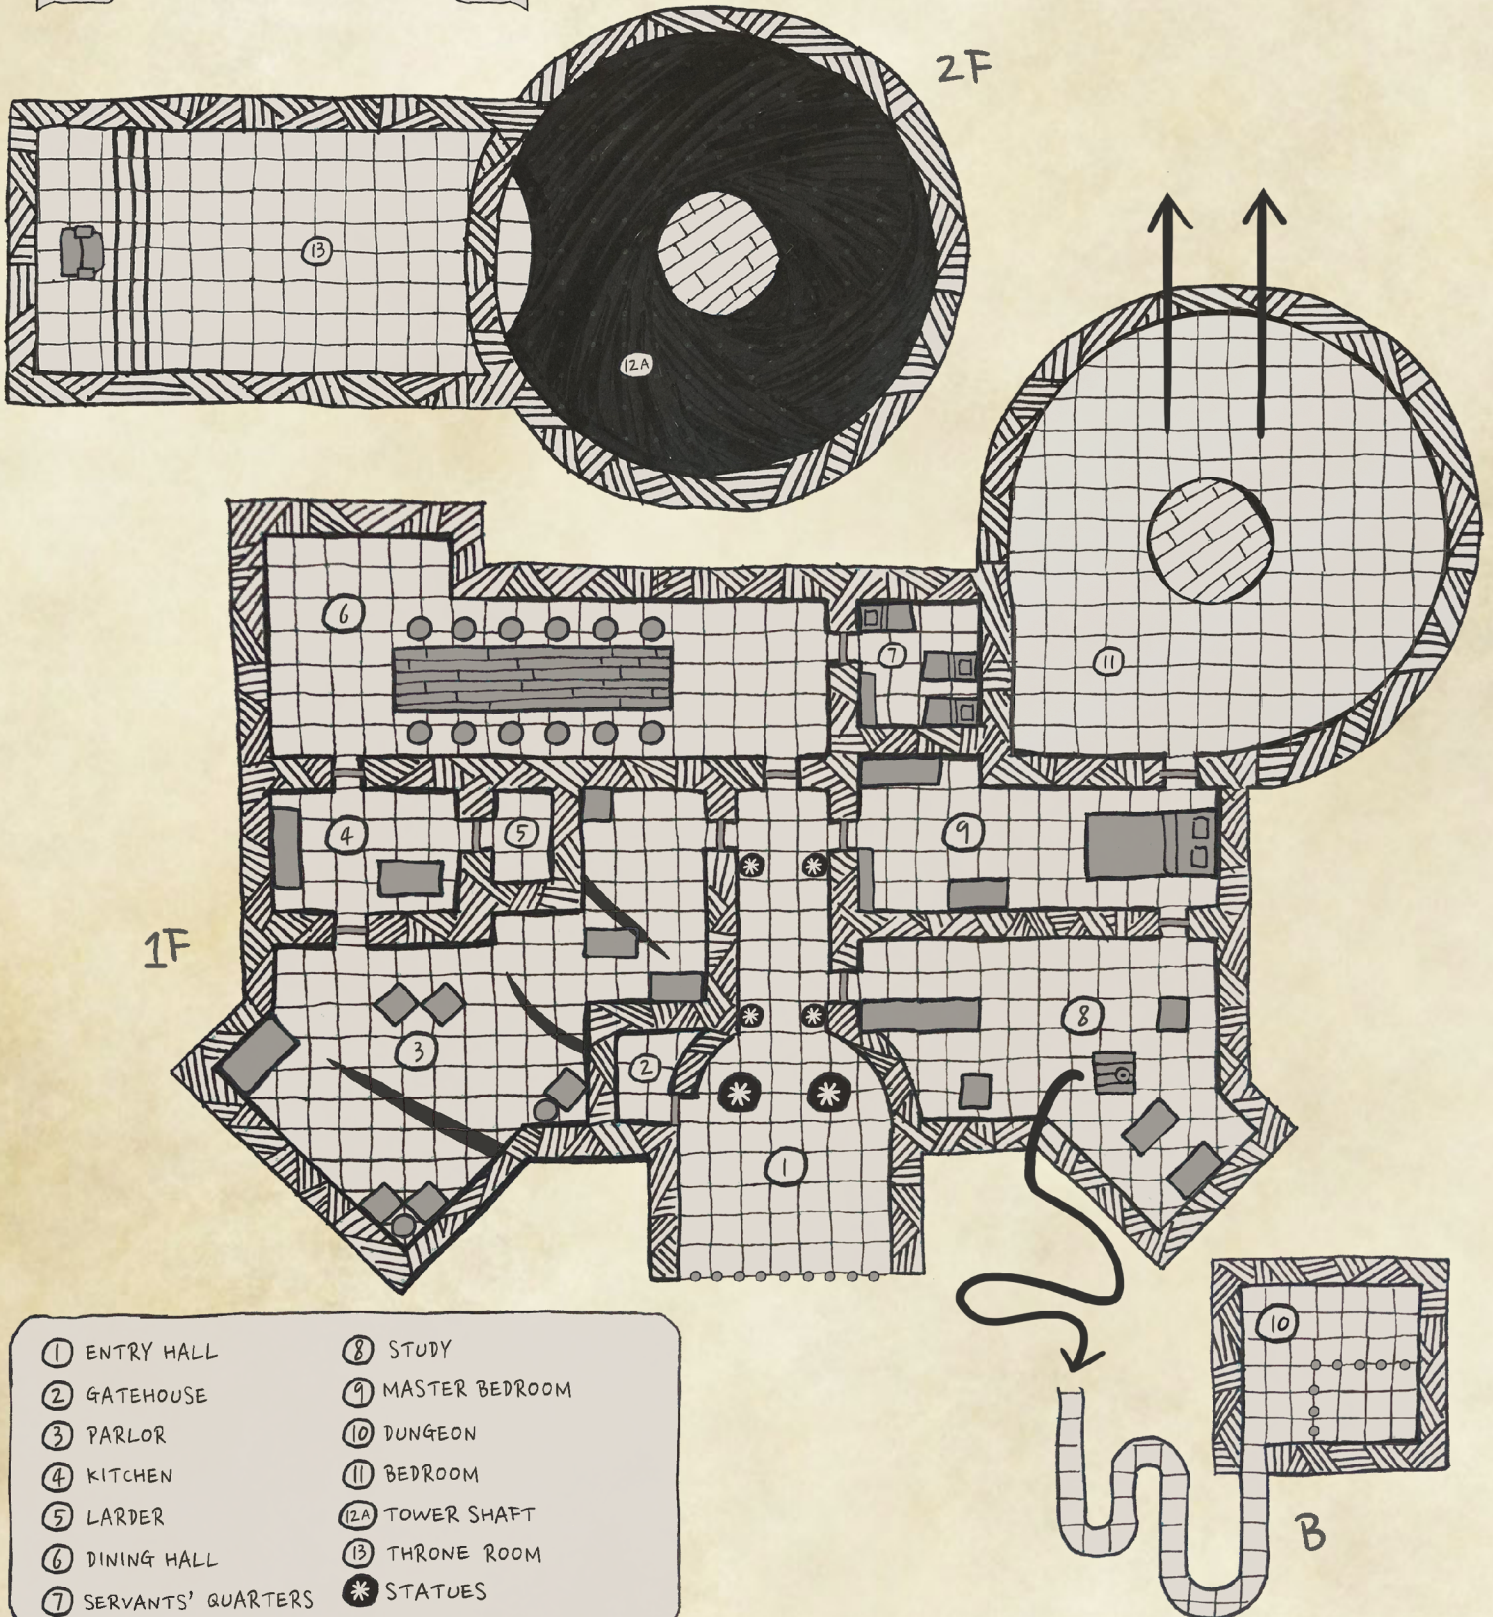 2F
13
12A
6
7
11
4
5
9
1F
3
2
8
1
10
B
1 ENTRY HALL
2 GATEHOUSE
3 PARLOR
4 KITCHEN
5 LARDER
6 DINING HALL
7 SERVANTS' QUARTERS
8 STUDY
9 MASTER BEDROOM
10 DUNGEON
11 BEDROOM
12A TOWER SHAFT
13 THRONE ROOM
STATUES